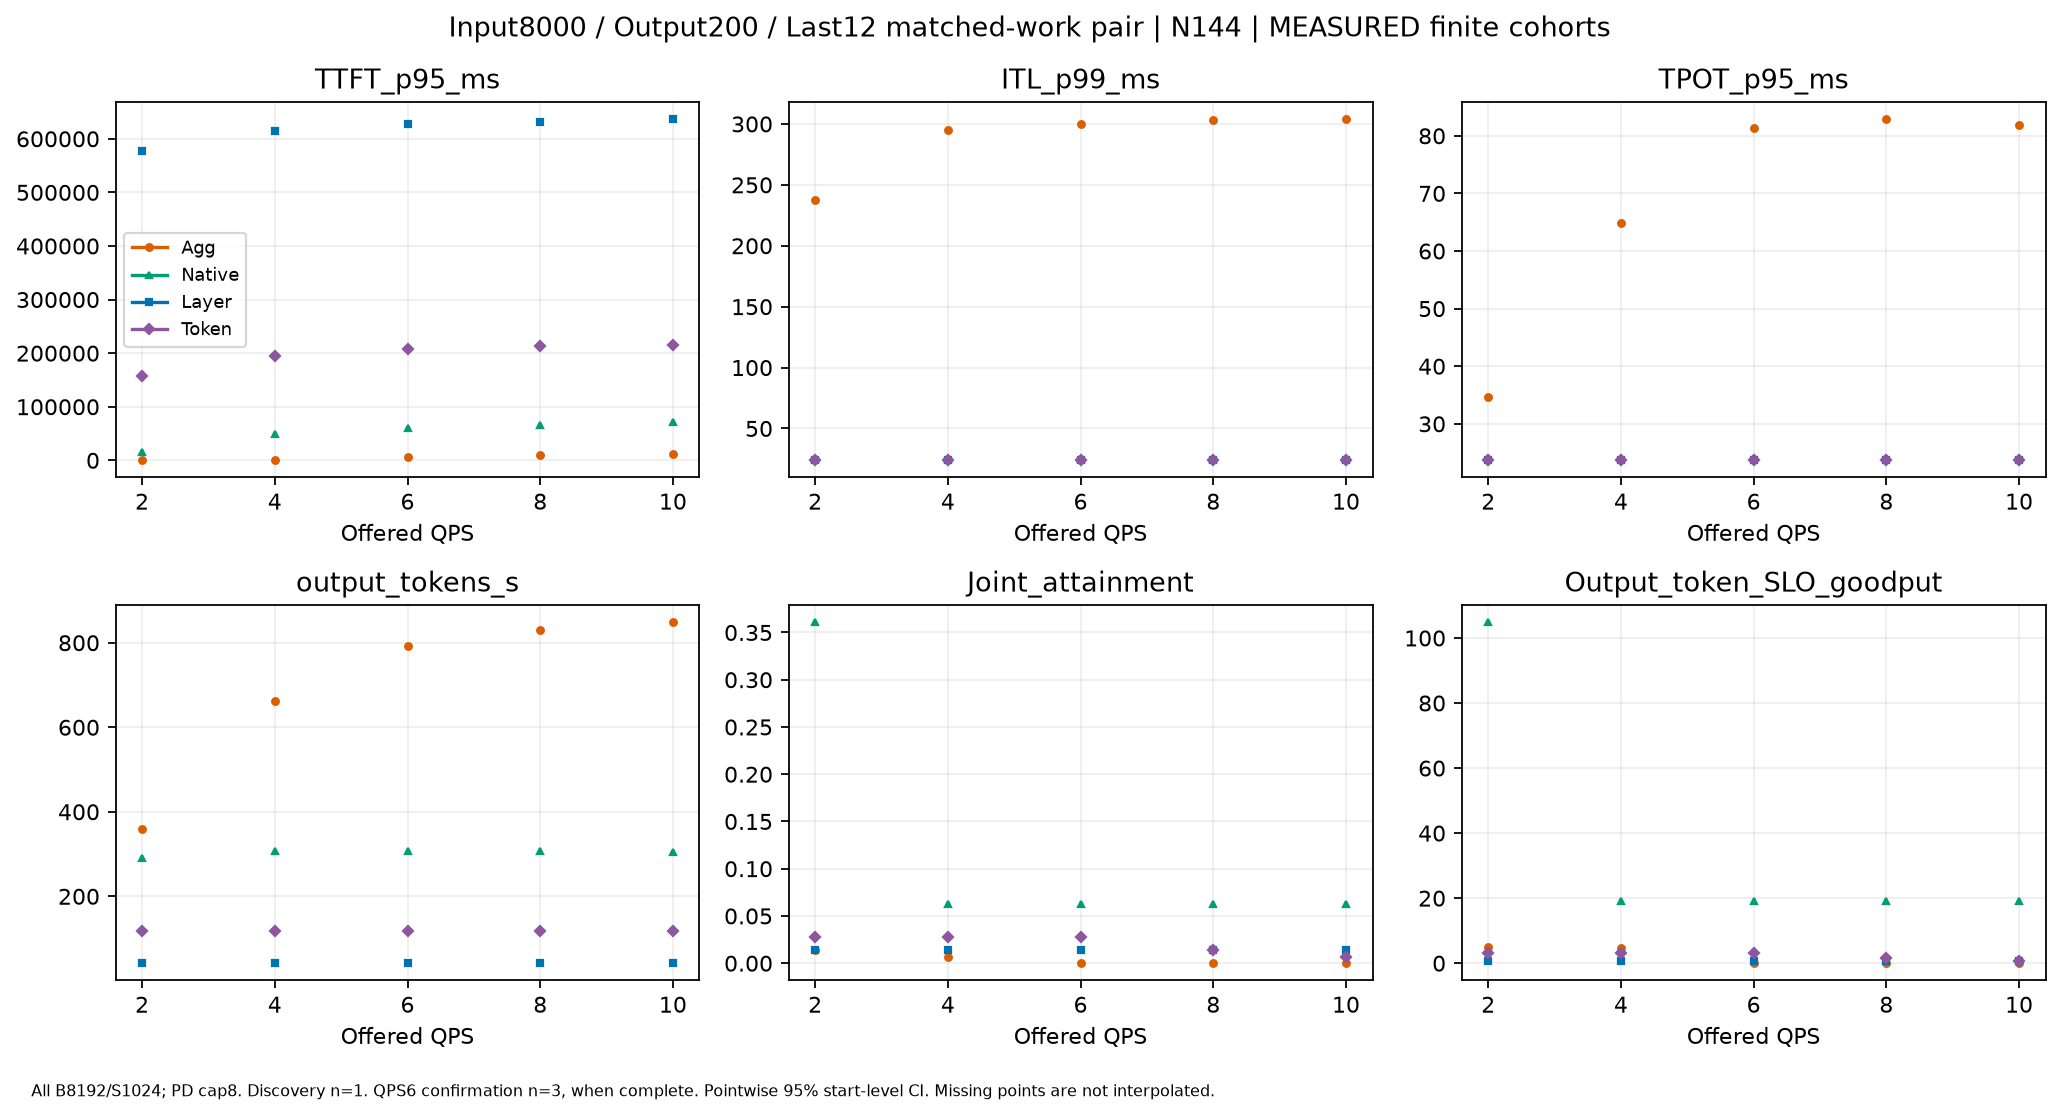 Input8000 / Output200 / Last12 matched-work pair | N144 | MEASURED finite cohorts
TTFT_p95_ms
600000
500000
400000
300000
200000
100000
0
Agg
Native
Layer
Token
2 4 6 8 10
Offered QPS
ITL_p99_ms
300
250
200
150
100
50
2 4 6 8 10
Offered QPS
TPOT_p95_ms
80
70
60
50
40
30
2 4 6 8 10
Offered QPS
output_tokens_s
800
600
400
200
2 4 6 8 10
Offered QPS
Joint_attainment
0.35
0.30
0.25
0.20
0.15
0.10
0.05
0.00
2 4 6 8 10
Offered QPS
Output_token_SLO_goodput
100
80
60
40
20
0
2 4 6 8 10
Offered QPS
All B8192/S1024; PD cap8. Discovery n=1. QPS6 confirmation n=3, when complete. Pointwise 95% start-level CI. Missing points are not interpolated.